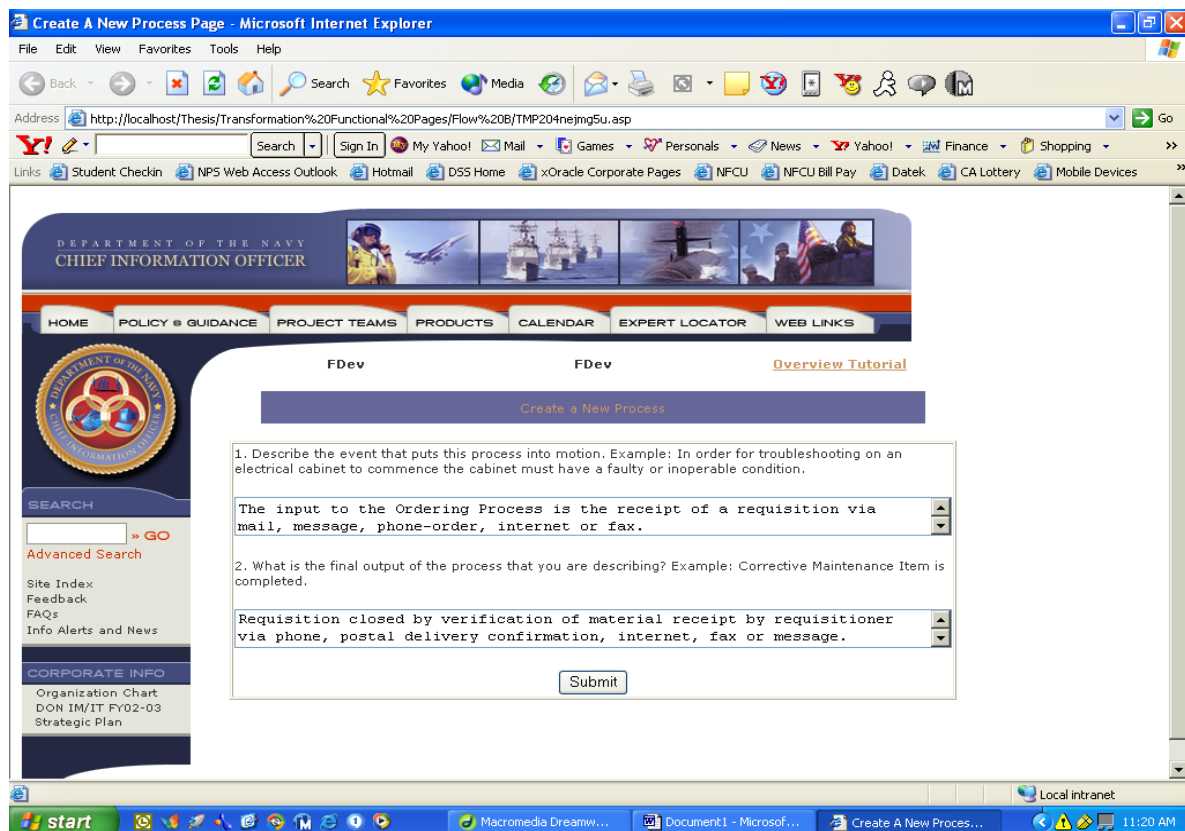 Create A New Process Page - Microsoft Internet Explorer
File Edit View Favorites Tools Help
Back Search Favorites Media
Address http://localhost/Thesis/Transformation%20Functional%20Pages/Flow%20B/TMP204nejmg5u.asp Go
Y! Search Sign In My Yahoo! Mail Games Personals News Yahoo! Finance Shopping »
Links Student Checkin NPS Web Access Outlook Hotmail DSS Home xOracle Corporate Pages NFCU NFCU Bill Pay Datek CA Lottery Mobile Devices »
DEPARTMENT OF THE NAVY
CHIEF INFORMATION OFFICER
HOME POLICY & GUIDANCE PROJECT TEAMS PRODUCTS CALENDAR EXPERT LOCATOR WEB LINKS
DEPARTMENT OF THE NAVY
CHIEF INFORMATION OFFICER
FDev FDev Overview Tutorial
Create a New Process
1. Describe the event that puts this process into motion. Example: In order for troubleshooting on an
electrical cabinet to commence the cabinet must have a faulty or inoperable condition.
The input to the Ordering Process is the receipt of a requisition via
mail, message, phone-order, internet or fax.
2. What is the final output of the process that you are describing? Example: Corrective Maintenance Item is
completed.
Requisition closed by verification of material receipt by requisitioner
via phone, postal delivery confirmation, internet, fax or message.
Submit
SEARCH
» GO
Advanced Search
Site Index
Feedback
FAQs
Info Alerts and News
CORPORATE INFO
Organization Chart
DON IM/IT FY02-03
Strategic Plan
Local intranet
start Macromedia Dreamw... Document1 - Microsof... Create A New Proces... 11:20 AM